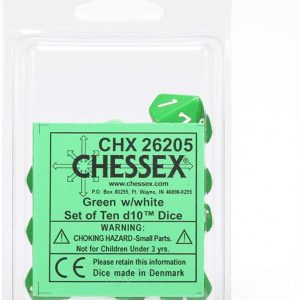 1
CHX 26205
CHESSEX®
P.O. Box 80255, Ft. Wayne, IN 46898-0255
www.chessex.com
Green w/white
Set of Ten d10™ Dice
WARNING:
CHOKING HAZARD-Small Parts.
Not for Children Under 3 yrs.
CE
Please retain this information
Dice made in Denmark